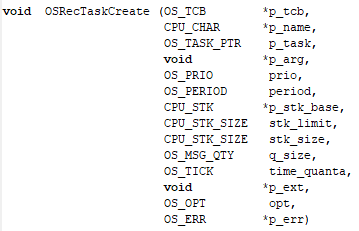 void OSRecTaskCreate (OS_TCB *p_tcb,
CPU_CHAR *p_name,
OS_TASK_PTR p_task,
void *p_arg,
OS_PRIO prio,
OS_PERIOD period,
CPU_STK *p_stk_base,
CPU_STK_SIZE stk_limit,
CPU_STK_SIZE stk_size,
OS_MSG_QTY q_size,
OS_TICK time_quanta,
void *p_ext,
OS_OPT opt,
OS_ERR *p_err)